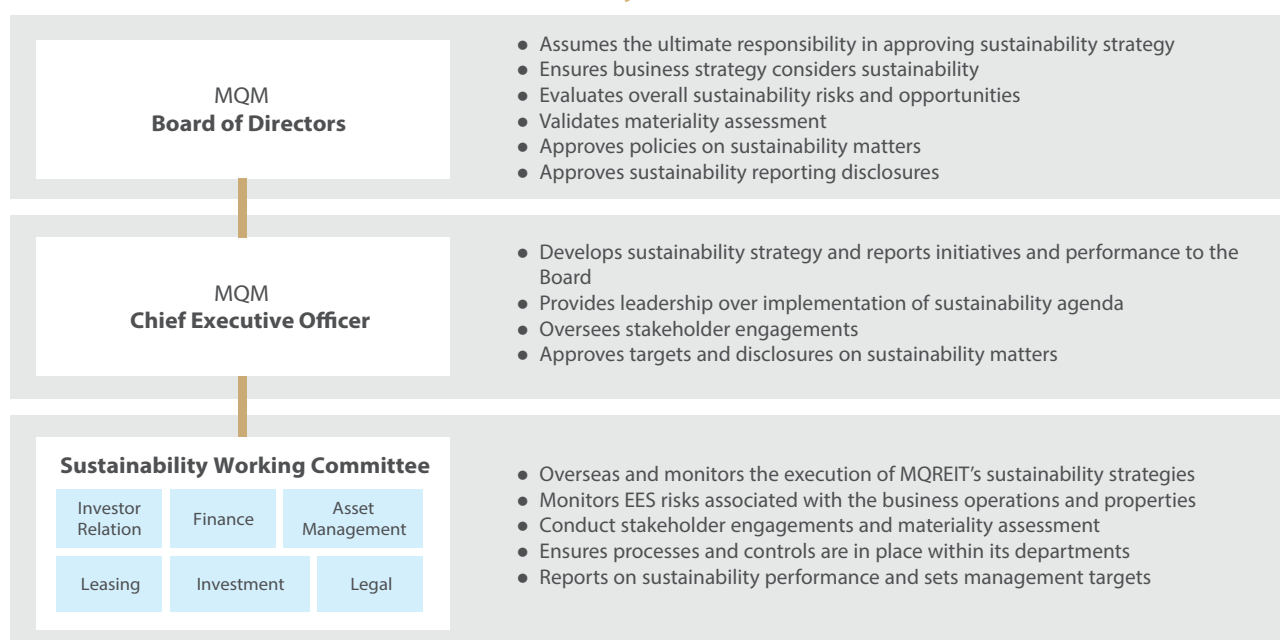 MQM
Board of Directors
● Assumes the ultimate responsibility in approving sustainability strategy
● Ensures business strategy considers sustainability
● Evaluates overall sustainability risks and opportunities
● Validates materiality assessment
● Approves policies on sustainability matters
● Approves sustainability reporting disclosures
MQM
Chief Executive Officer
● Develops sustainability strategy and reports initiatives and performance to the
Board
● Provides leadership over implementation of sustainability agenda
● Oversees stakeholder engagements
● Approves targets and disclosures on sustainability matters
Sustainability Working Committee
Investor
Relation
Finance
Asset
Management
Leasing
Investment
Legal
● Overseas and monitors the execution of MQREIT’s sustainability strategies
● Monitors EES risks associated with the business operations and properties
● Conduct stakeholder engagements and materiality assessment
● Ensures processes and controls are in place within its departments
● Reports on sustainability performance and sets management targets